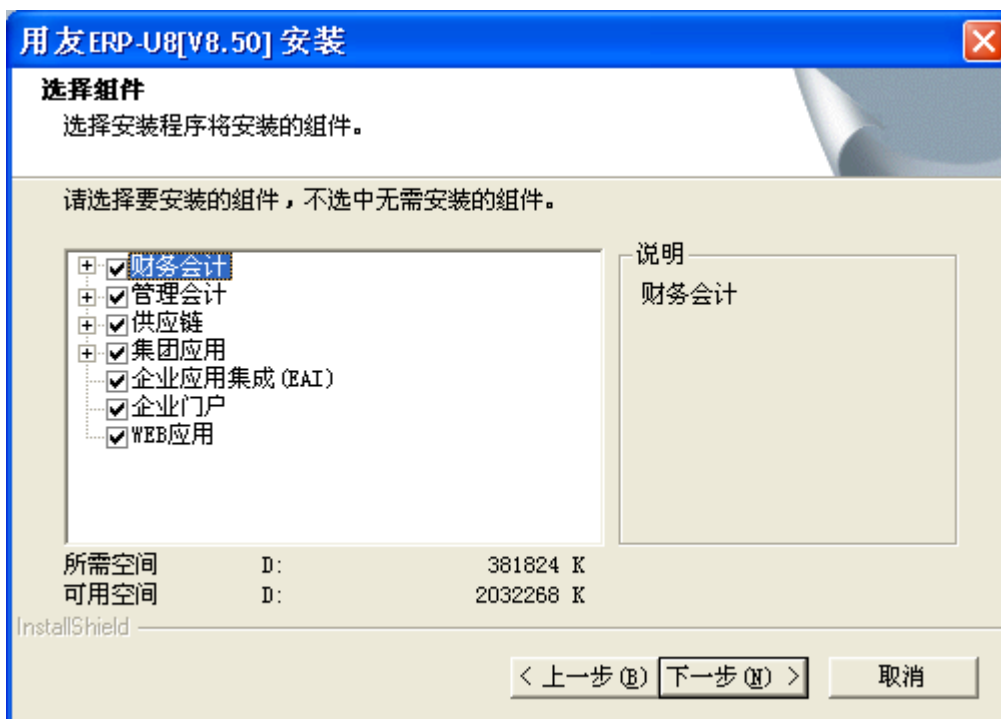 用友ERP-U8[V8.50] 安装
选择组件
选择安装程序将安装的组件。
请选择要安装的组件，不选中无需安装的组件。
财务会计
管理会计
供应链
集团应用
企业应用集成(EAI)
企业门户
WEB应用
说明
财务会计
所需空间 D: 381824 K
可用空间 D: 2032268 K
InstallShield
< 上一步(B) 下一步(N) > 取消